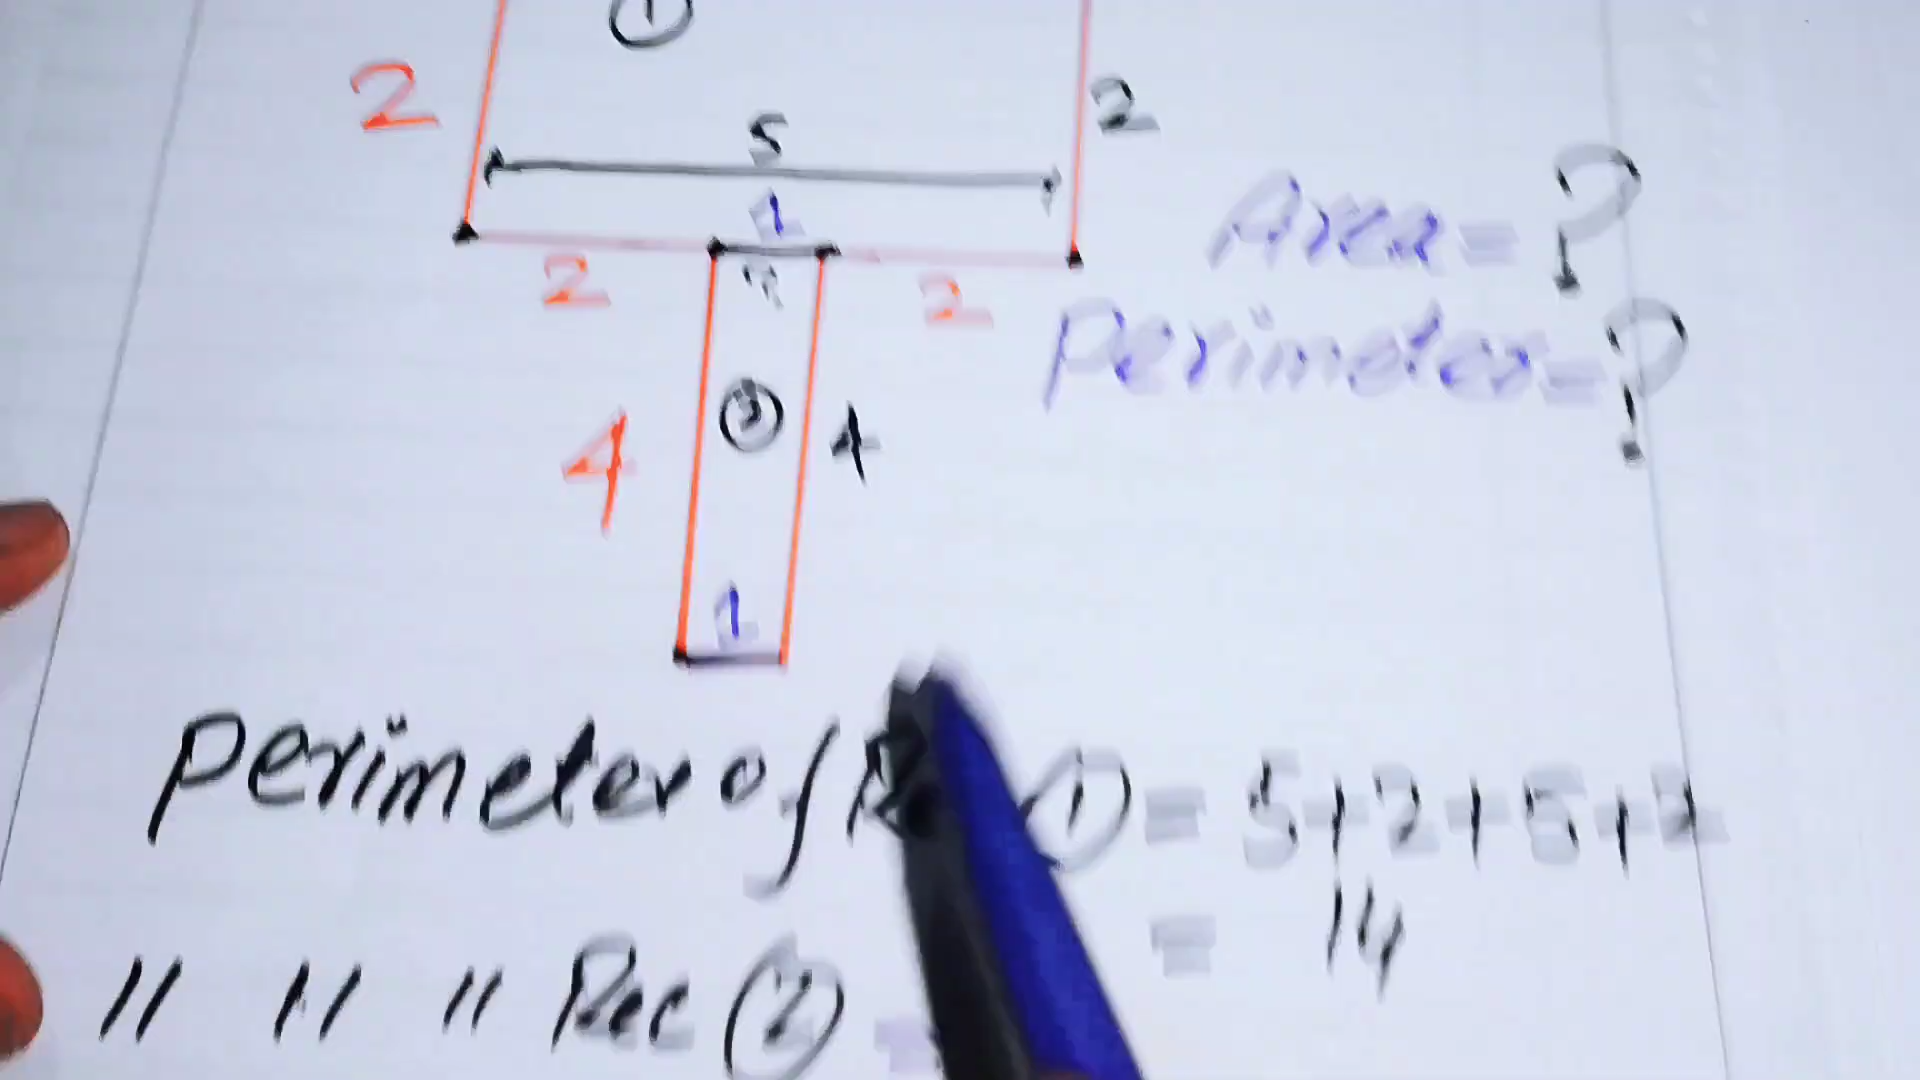 1
2 2
5
1
2 2
Area = ?
Perimeter = ?
2
4 4
1
Perimeter of 1 = 5+2+5+2
= 14
" " " Rec 2 =